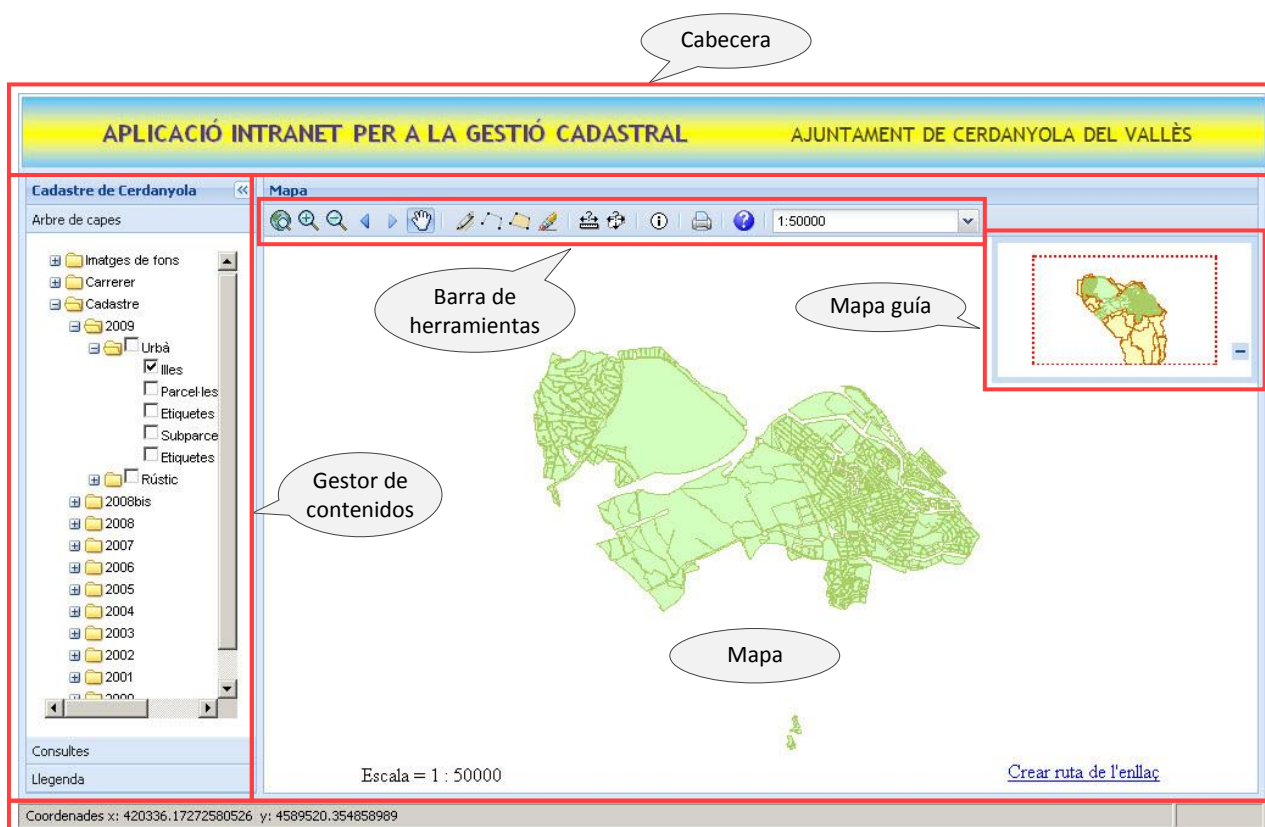 Cabecera
APLICACIÓ INTRANET PER A LA GESTIÓ CADASTRAL
AJUNTAMENT DE CERDANYOLA DEL VALLÈS
Cadastre de Cerdanyola
Mapa
Arbre de capes
1:50000
Imatges de fons
Carrerer
Cadastre
2009
Urbà
Illes
Parcel·les
Etiquetes
Subparce
Etiquetes
Rústic
2008bis
2008
2007
2006
2005
2004
2003
2002
2001
2000
Barra de
herramientas
Mapa guía
Gestor de
contenidos
Mapa
Consultes
Llegenda
Escala = 1 : 50000
Crear ruta de l'enllaç
Coordenades x: 420336.17272580526 y: 4589520.354858989